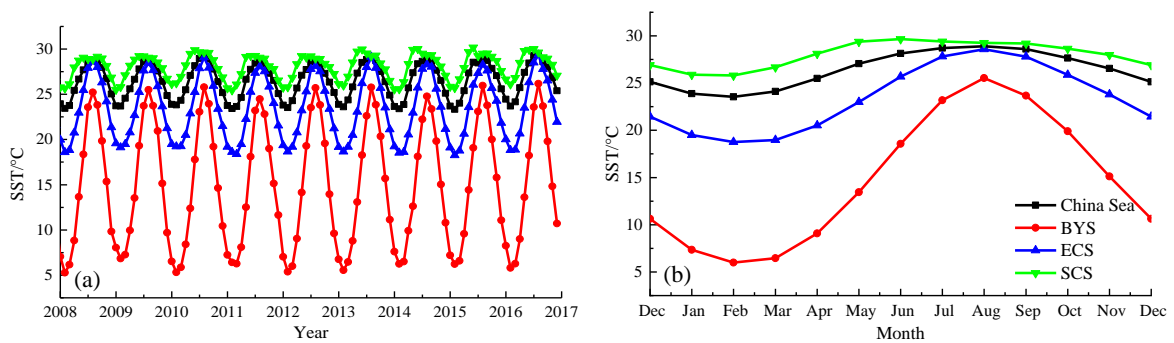 SST/°C
30
25
20
15
10
5
(a)
2008 2009 2010 2011 2012 2013 2014 2015 2016 2017
Year
SST/°C
30
25
20
15
10
5
China Sea
BYS
ECS
SCS
(b)
Dec Jan Feb Mar Apr May Jun Jul Aug Sep Oct Nov Dec
Month